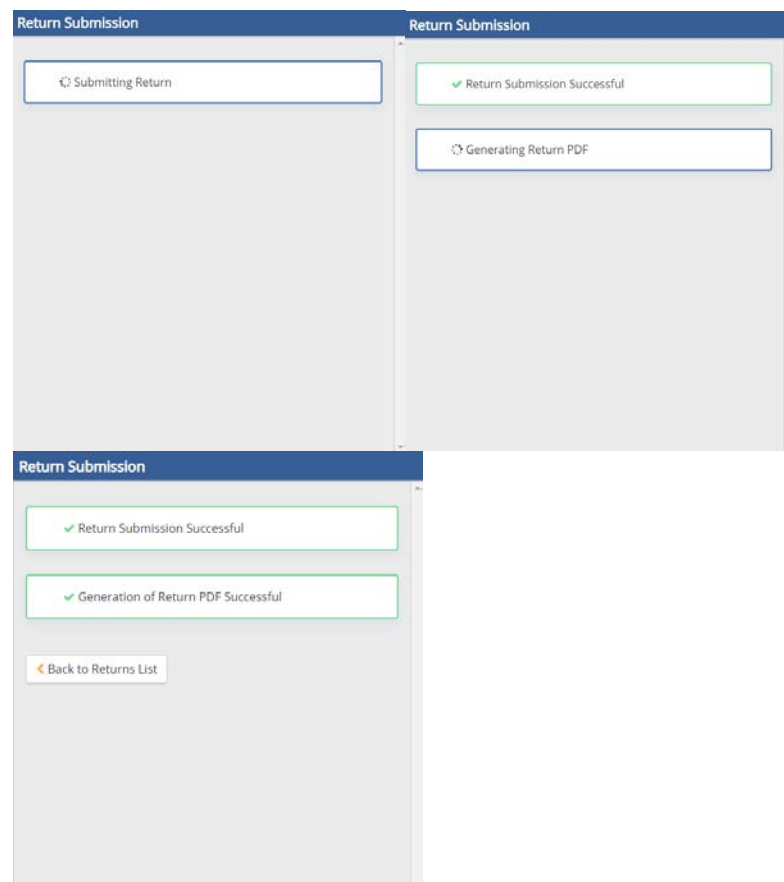 Return Submission
Submitting Return
Return Submission
Return Submission Successful
Generating Return PDF
Return Submission
Return Submission Successful
Generation of Return PDF Successful
Back to Returns List